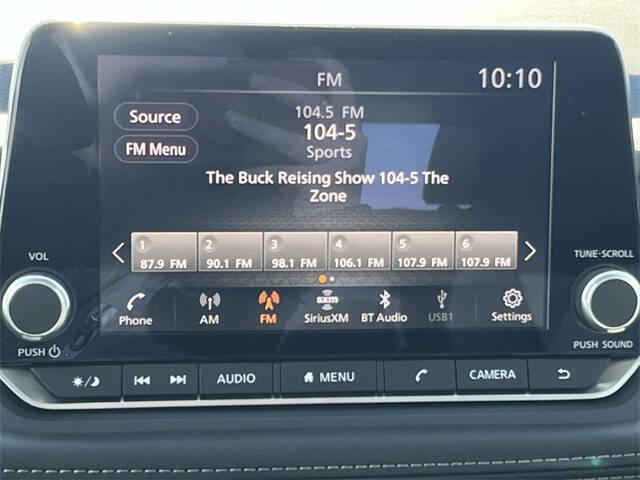 FM
10:10
Source
104.5 FM
104-5
FM Menu
Sports
The Buck Reising Show 104-5 The
Zone
1 2 3 4 5 6
87.9 FM 90.1 FM 98.1 FM 106.1 FM 107.9 FM 107.9 FM
VOL
TUNE·SCROLL
Phone AM FM SiriusXM BT Audio USB1 Settings
sxm
PUSH
PUSH SOUND
AUDIO MENU CAMERA